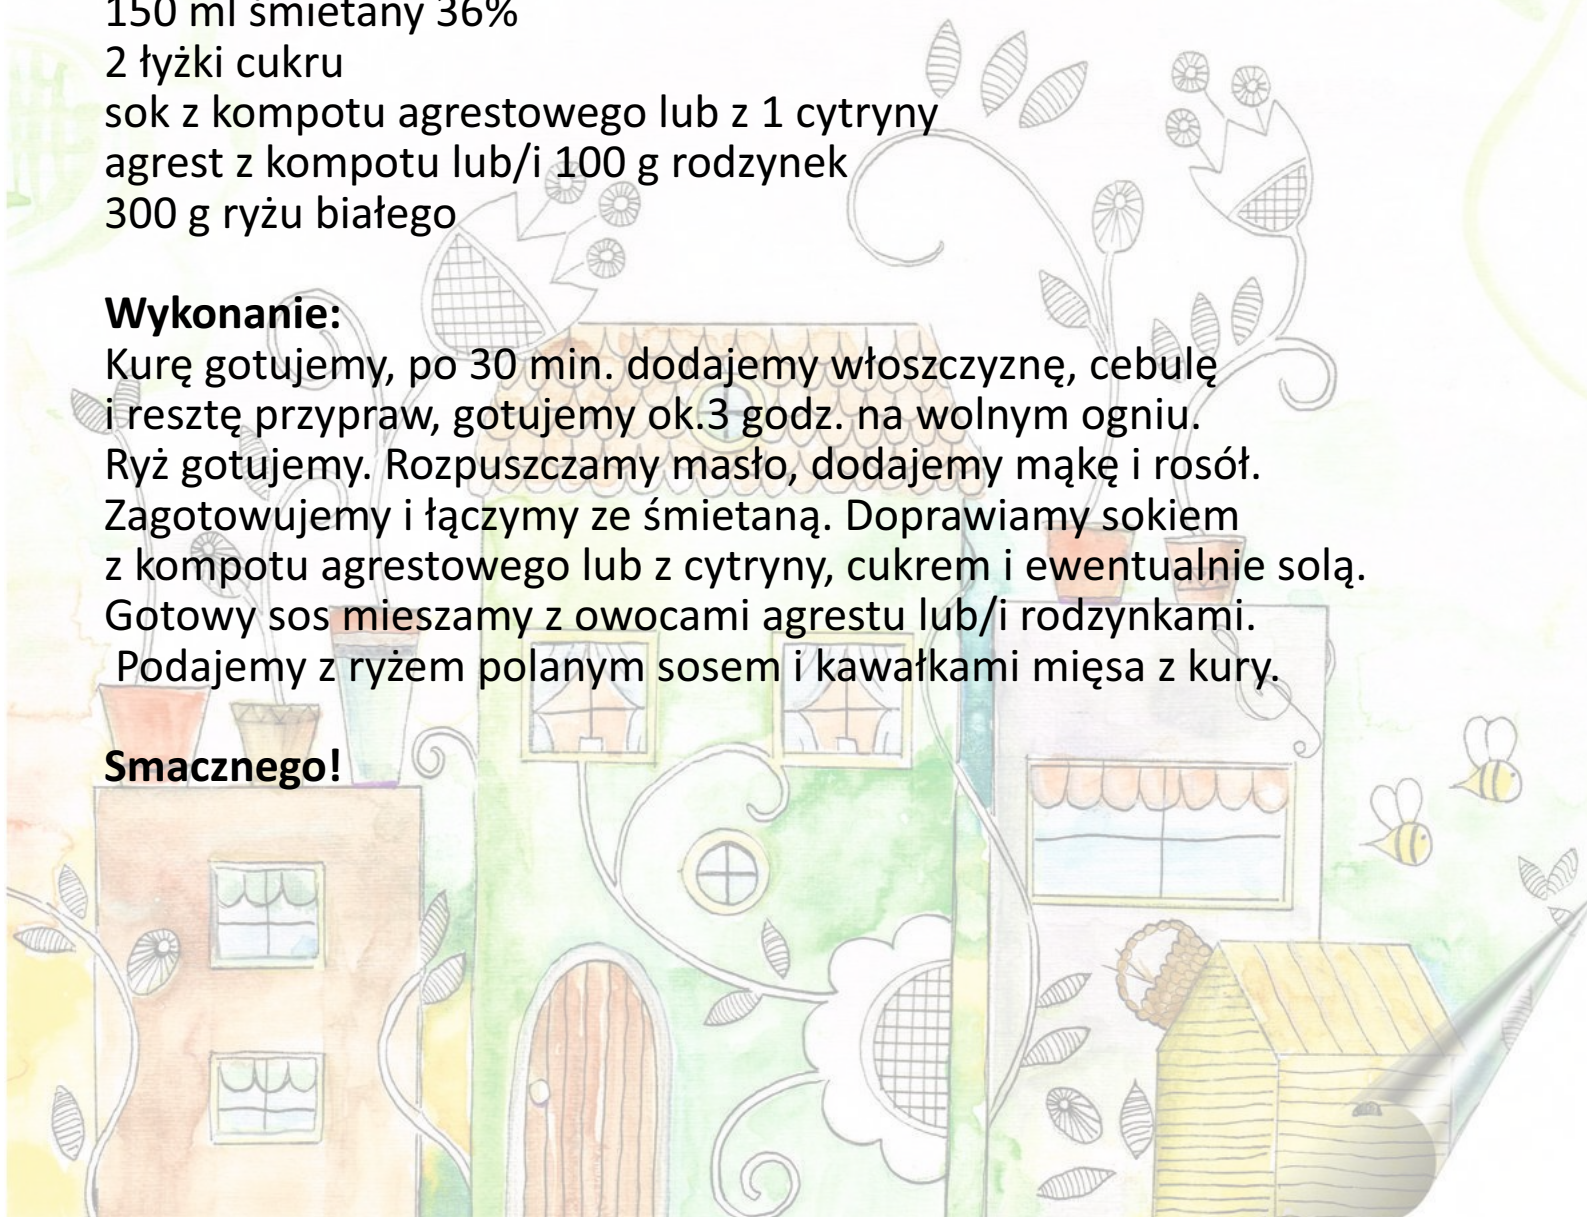 150 ml śmietany 36%
2 łyżki cukru
sok z kompotu agrestowego lub z 1 cytryny
agrest z kompotu lub/i 100 g rodzynek
300 g ryżu białego
Wykonanie:
Kurę gotujemy, po 30 min. dodajemy włoszczyznę, cebulę
i resztę przypraw, gotujemy ok.3 godz. na wolnym ogniu.
Ryż gotujemy. Rozpuszczamy masło, dodajemy mąkę i rosół.
Zagotowujemy i łączymy ze śmietaną. Doprawiamy sokiem
z kompotu agrestowego lub z cytryny, cukrem i ewentualnie solą.
Gotowy sos mieszamy z owocami agrestu lub/i rodzynkami.
Podajemy z ryżem polanym sosem i kawałkami mięsa z kury.
Smacznego!